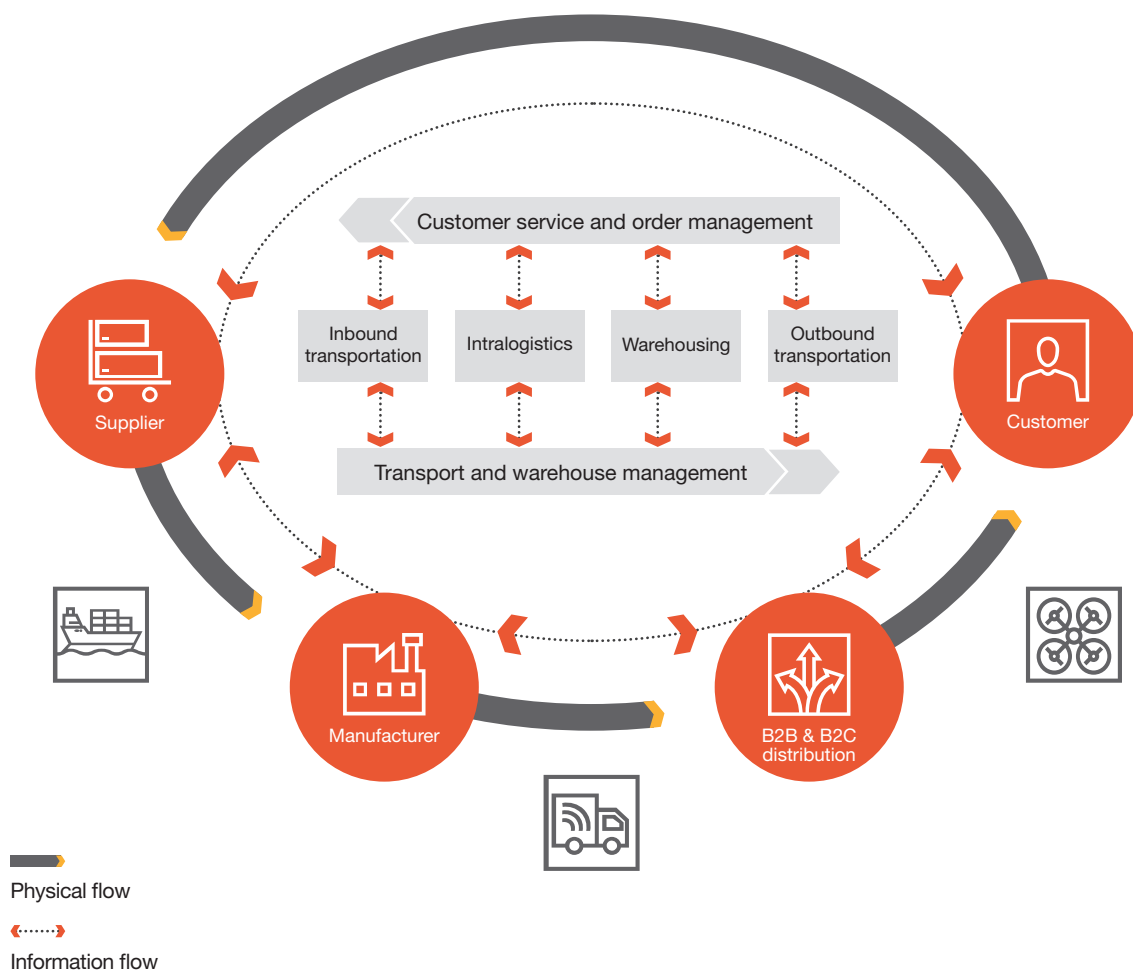 Customer service and order management
Inbound
transportation
Intralogistics
Warehousing
Outbound
transportation
Supplier
Customer
Transport and warehouse management
Manufacturer
B2B & B2C
distribution
Physical flow
Information flow